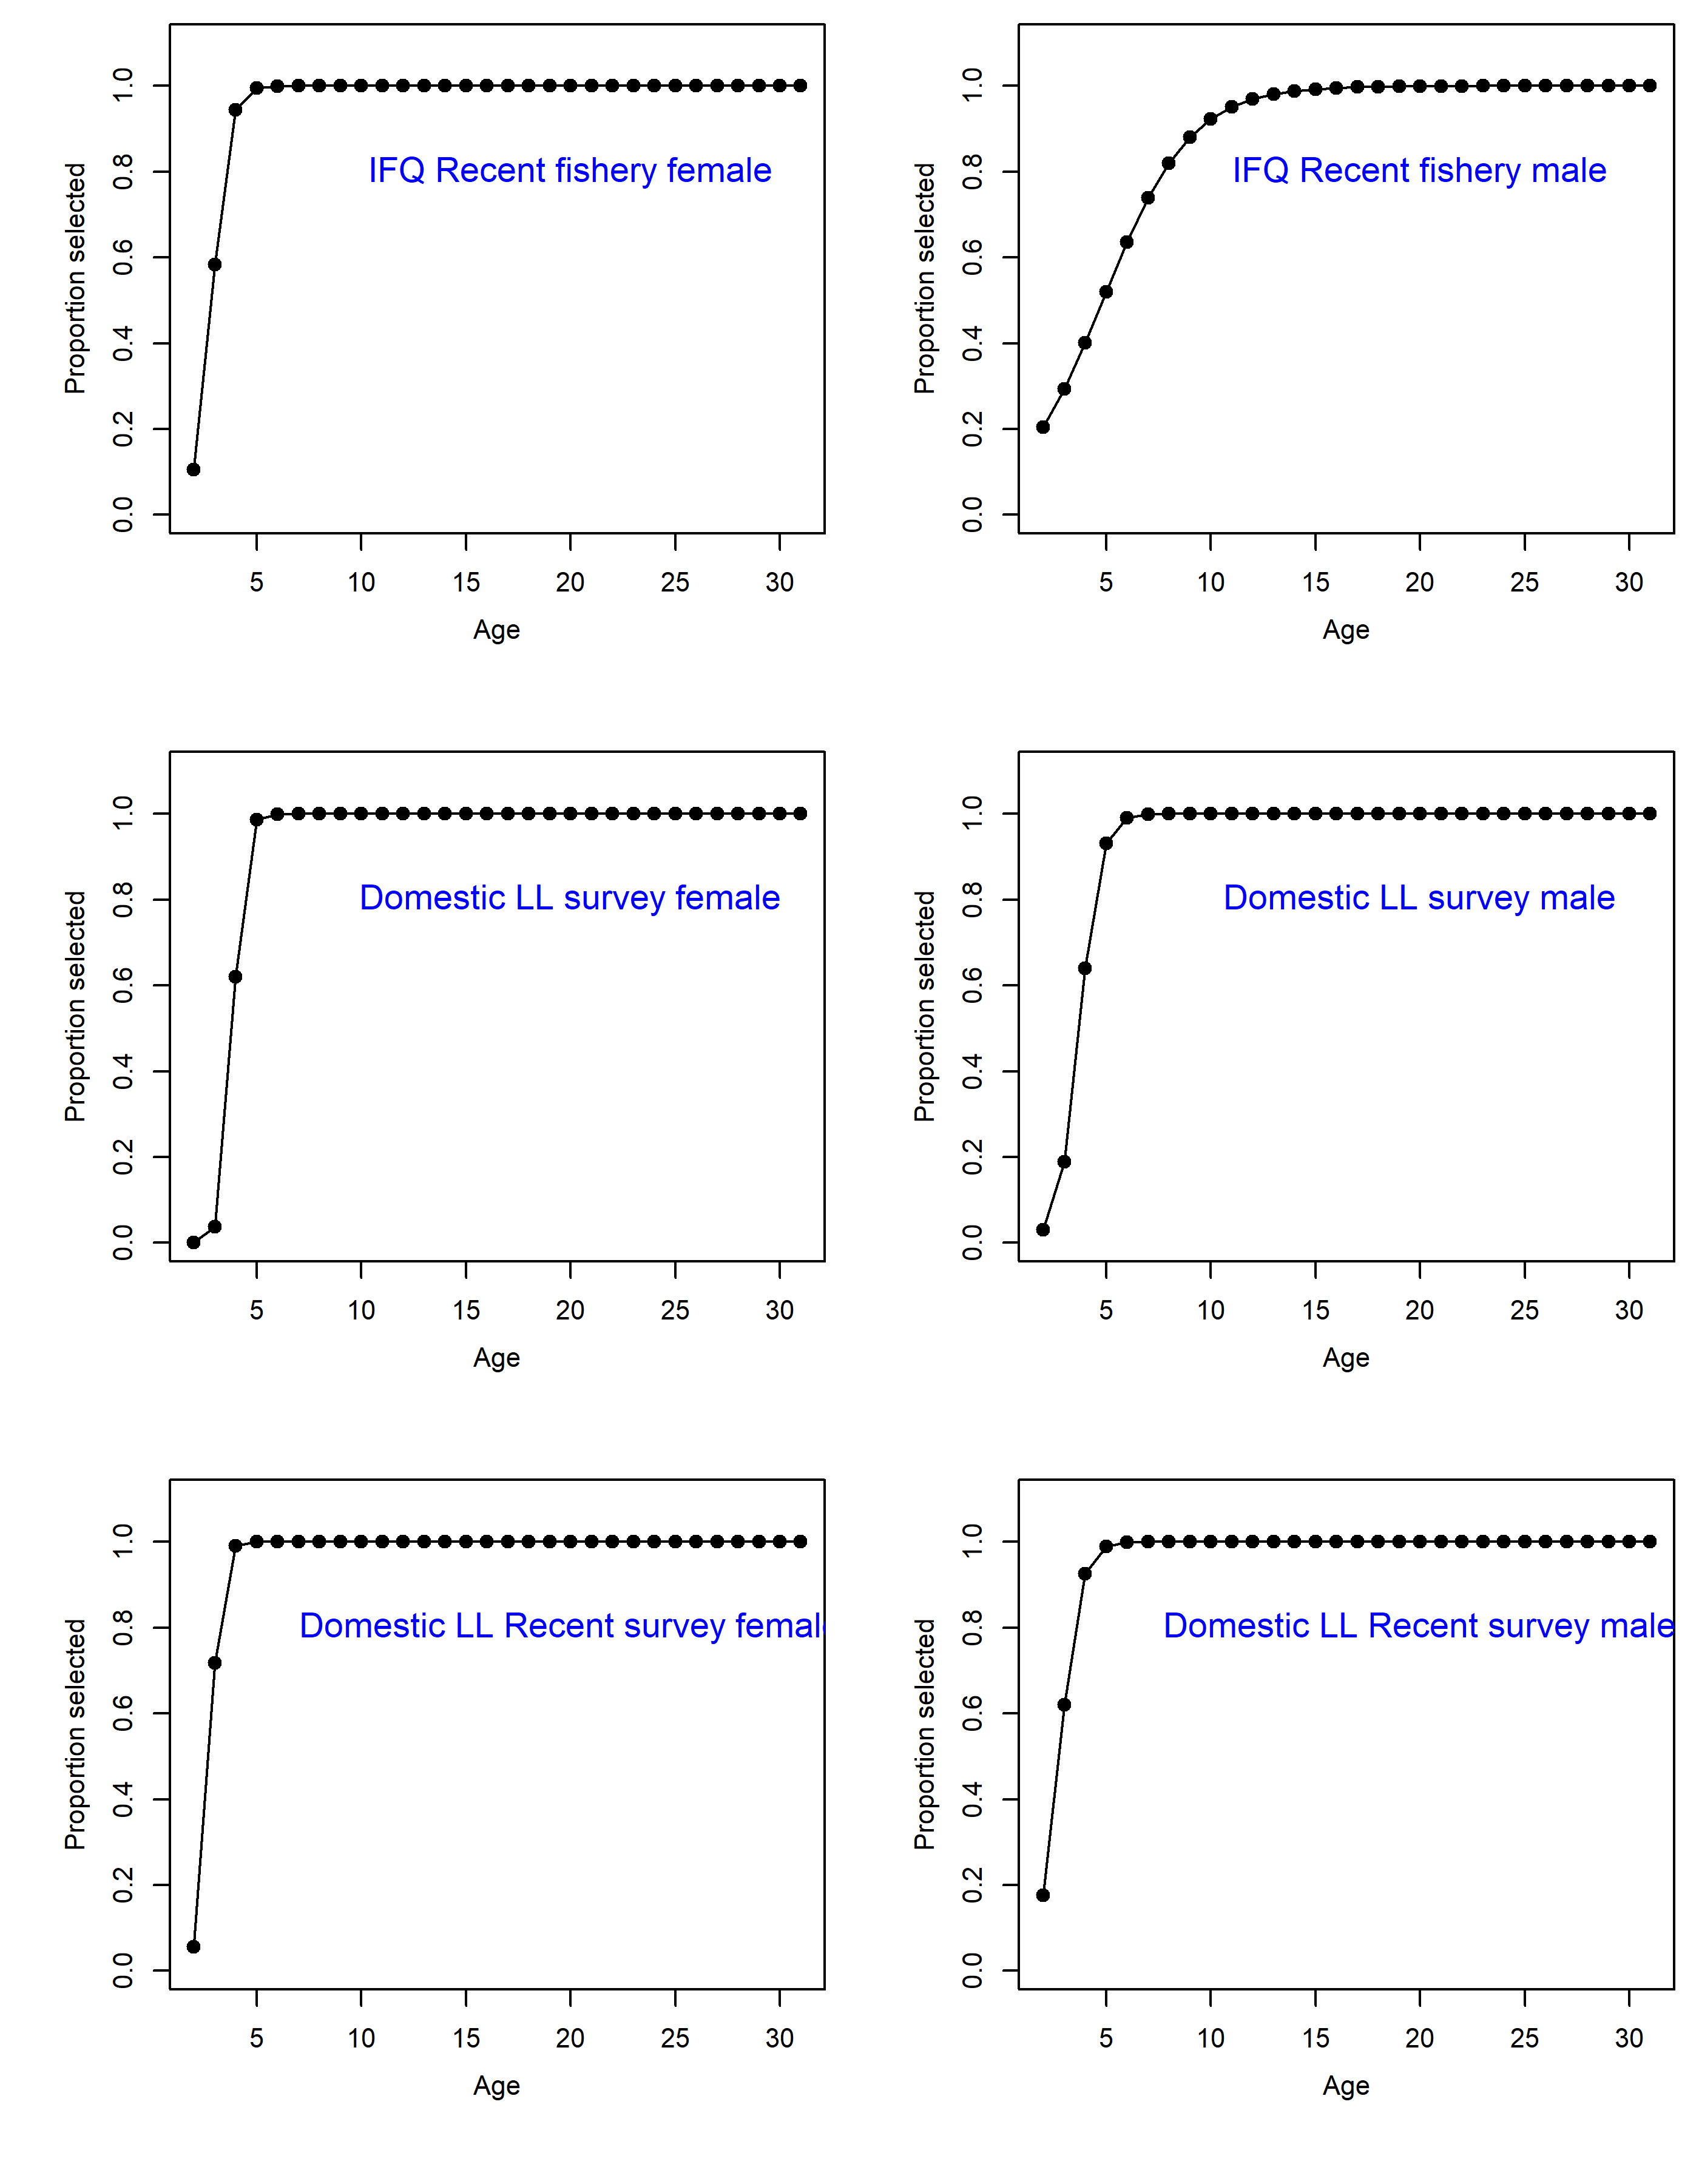 Proportion selected
0.0 0.2 0.4 0.6 0.8 1.0
IFQ Recent fishery female
5 10 15 20 25 30
Age
Proportion selected
0.0 0.2 0.4 0.6 0.8 1.0
IFQ Recent fishery male
5 10 15 20 25 30
Age
Proportion selected
0.0 0.2 0.4 0.6 0.8 1.0
Domestic LL survey female
5 10 15 20 25 30
Age
Proportion selected
0.0 0.2 0.4 0.6 0.8 1.0
Domestic LL survey male
5 10 15 20 25 30
Age
Proportion selected
0.0 0.2 0.4 0.6 0.8 1.0
Domestic LL Recent survey femal
5 10 15 20 25 30
Age
Proportion selected
0.0 0.2 0.4 0.6 0.8 1.0
Domestic LL Recent survey male
5 10 15 20 25 30
Age